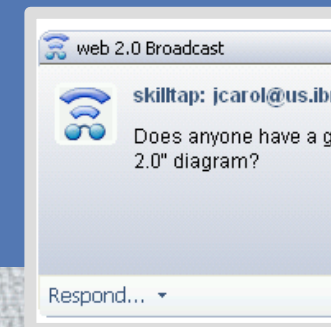 web 2.0 Broadcast
skilltap: jcarol@us.ib
Does anyone have a g
2.0" diagram?
Respond...